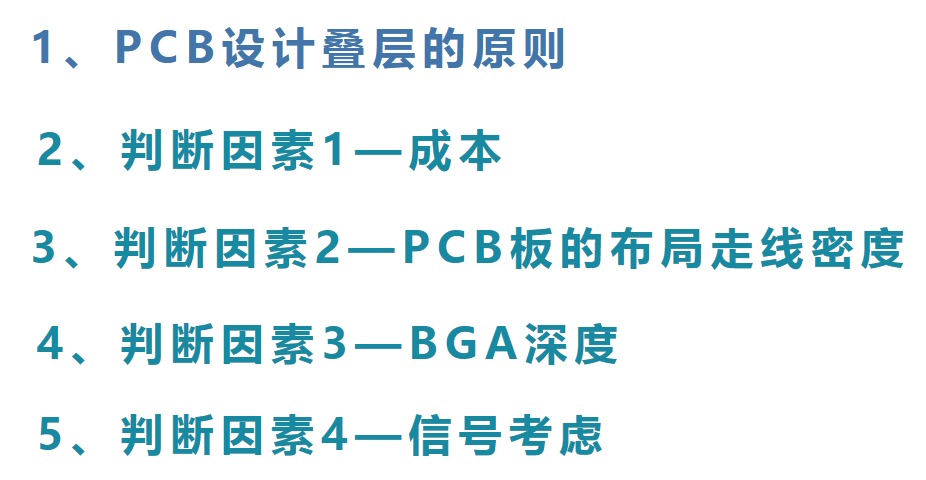 1、PCB设计叠层的原则
2、判断因素1—成本
3、判断因素2—PCB板的布局走线密度
4、判断因素3—BGA深度
5、判断因素4—信号考虑